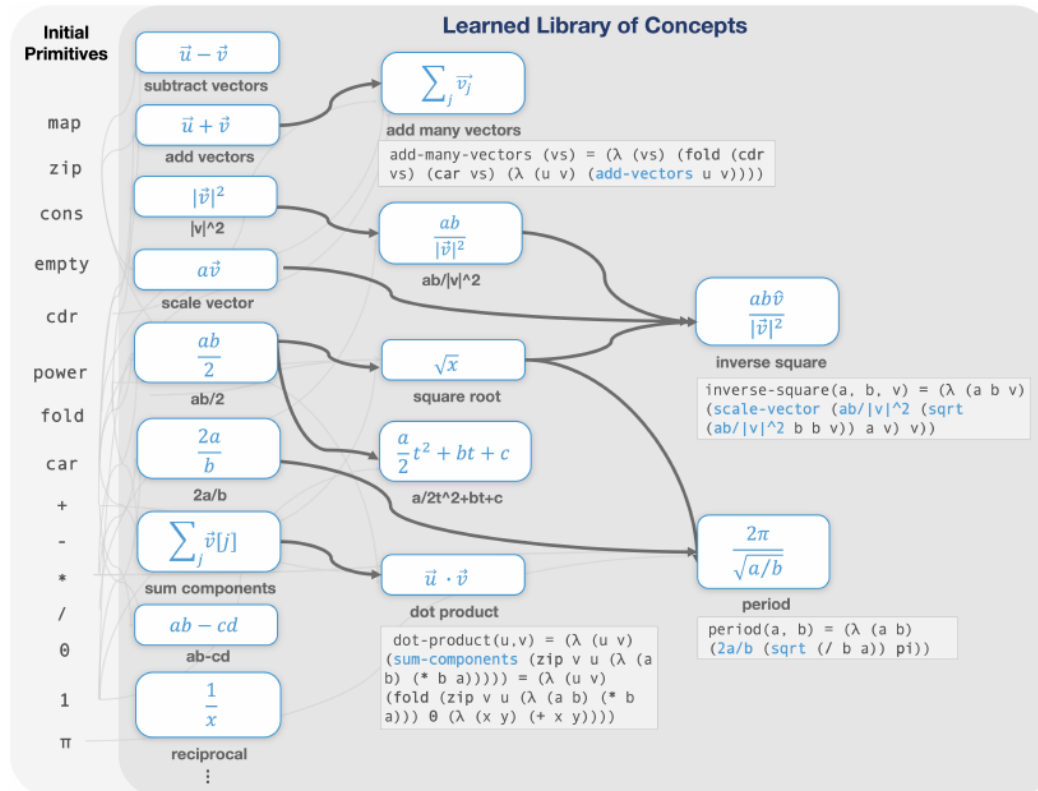 Learned Library of Concepts
Initial
Primitives
map
zip
cons
empty
cdr
power
fold
car
+
-
*
/
0
1
π
u⃗ − v⃗
subtract vectors
u⃗ + v⃗
add vectors
|v⃗|²
|v|^2
av⃗
scale vector
ab/2
ab/2
2a/b
2a/b
∑_j v⃗[j]
sum components
ab − cd
ab-cd
1/x
reciprocal
⋮
∑_j v⃗_j
add many vectors
add-many-vectors (vs) = (λ (vs) (fold (cdr
vs) (car vs) (λ (u v) (add-vectors u v))))
ab/|v⃗|²
ab/|v|^2
√x
square root
a/2 t² + bt + c
a/2t^2+bt+c
u⃗ · v⃗
dot product
dot-product(u,v) = (λ (u v)
(sum-components (zip v u (λ (a
b) (* b a))))) = (λ (u v)
(fold (zip v u (λ (a b) (* b
a))) 0 (λ (x y) (+ x y))))
abv̂/|v⃗|²
inverse square
inverse-square(a, b, v) = (λ (a b v)
(scale-vector (ab/|v|^2 (sqrt
(ab/|v|^2 b b v)) a v) v))
2π/√(a/b)
period
period(a, b) = (λ (a b)
(2a/b (sqrt (/ b a)) pi))